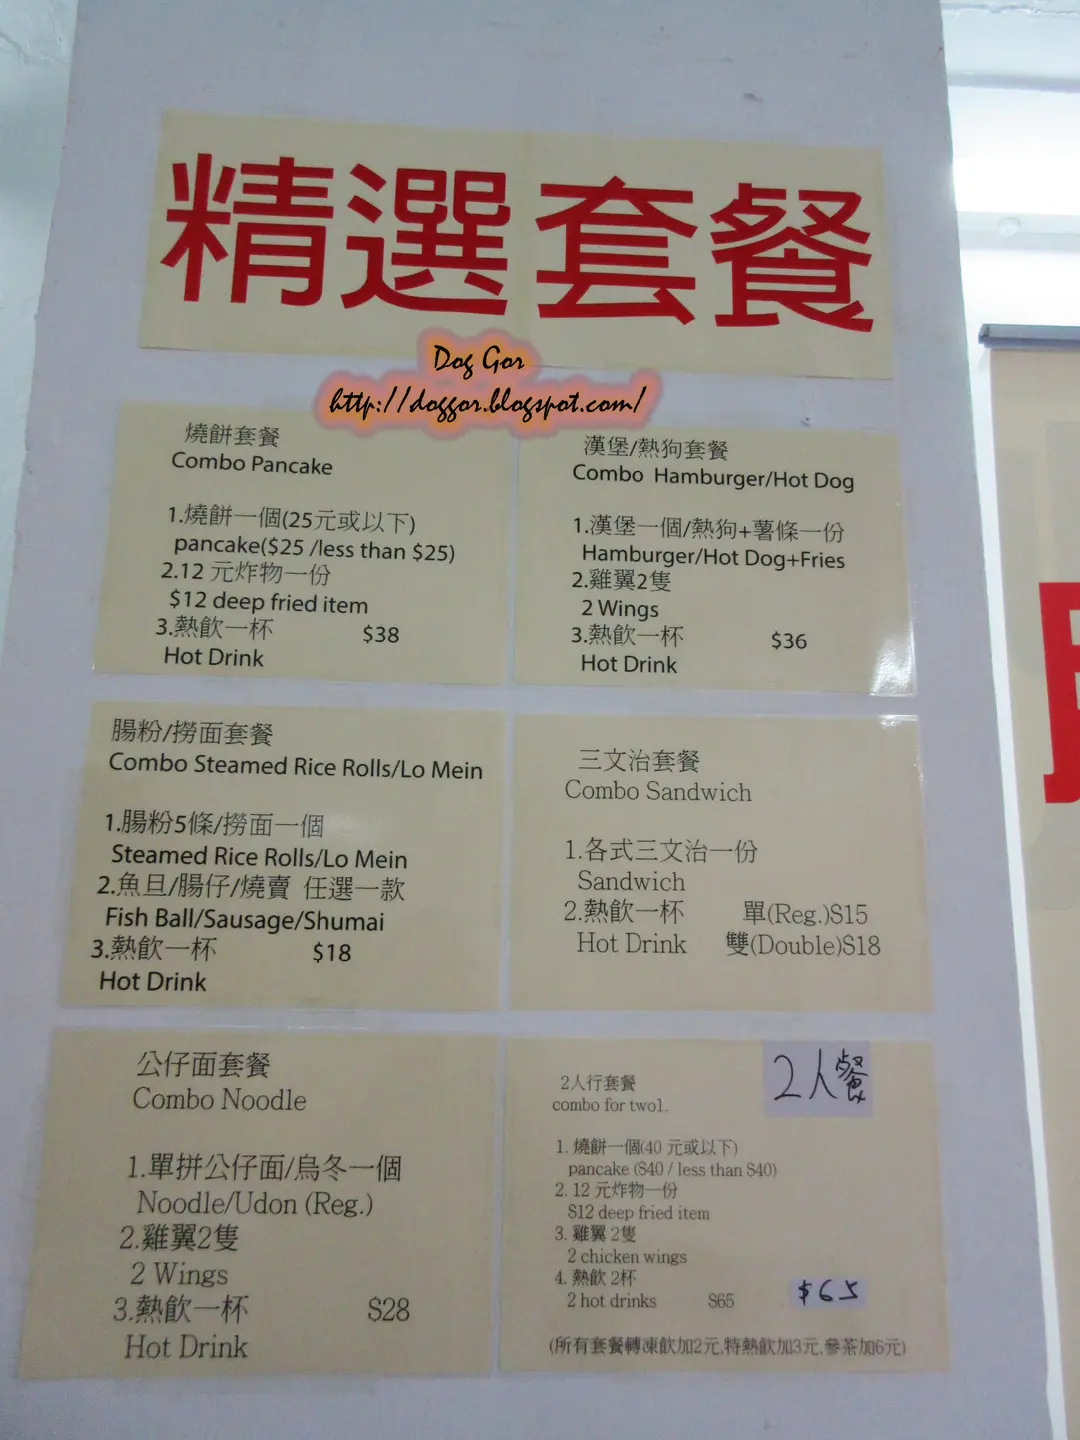 精選套餐
Dog Gor
http://doggor.blogspot.com/
燒餅套餐
Combo Pancake
1.燒餅一個(25元或以下)
pancake($25 /less than $25)
2.12 元炸物一份
$12 deep fried item
3.熱飲一杯 $38
Hot Drink
漢堡/熱狗套餐
Combo Hamburger/Hot Dog
1.漢堡一個/熱狗+薯條一份
Hamburger/Hot Dog+Fries
2.雞翼2隻
2 Wings
3.熱飲一杯 $36
Hot Drink
腸粉/撈面套餐
Combo Steamed Rice Rolls/Lo Mein
1.腸粉5條/撈面一個
Steamed Rice Rolls/Lo Mein
2.魚旦/腸仔/燒賣 任選一款
Fish Ball/Sausage/Shumai
3.熱飲一杯 $18
Hot Drink
三文治套餐
Combo Sandwich
1.各式三文治一份
Sandwich
2.熱飲一杯 單(Reg.)$15
Hot Drink 雙(Double)$18
公仔面套餐
Combo Noodle
1.單拼公仔面/烏冬一個
Noodle/Udon (Reg.)
2.雞翼2隻
2 Wings
3.熱飲一杯 $28
Hot Drink
2人餐
2人行套餐
combo for two1.
1. 燒餅一個(40 元或以下)
pancake ($40 / less than $40)
2. 12 元炸物一份
$12 deep fried item
3. 雞翼 2隻
2 chicken wings
4. 熱飲 2杯
2 hot drinks $65 $65
(所有套餐轉凍飲加2元,特熱飲加3元,參茶加6元)